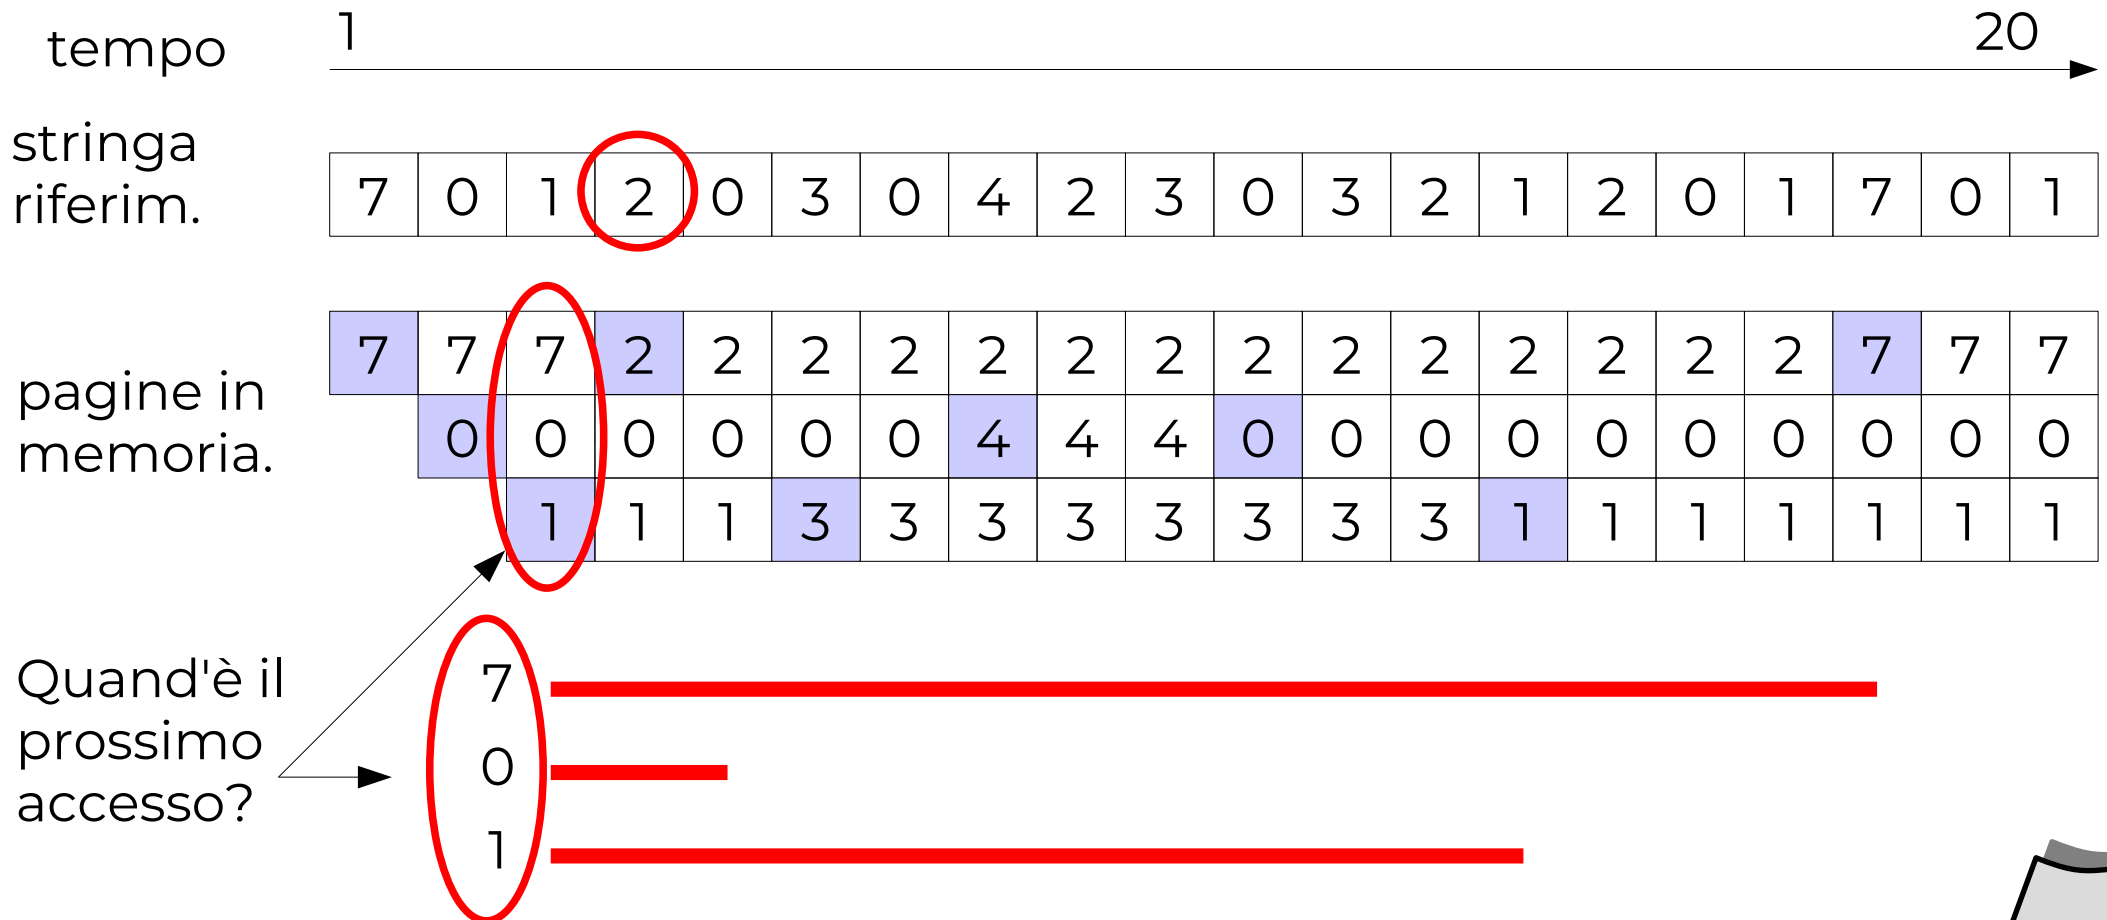 tempo 1 20
stringa
riferim.
7 0 1 2 0 3 0 4 2 3 0 3 2 1 2 0 1 7 0 1
7 7 7 2 2 2 2 2 2 2 2 2 2 2 2 2 2 7 7 7
pagine in
memoria.
0 0 0 0 0 0 4 4 4 0 0 0 0 0 0 0 0 0 0
1 1 1 3 3 3 3 3 3 3 3 1 1 1 1 1 1 1
Quand'è il
prossimo
accesso?
7
0
1